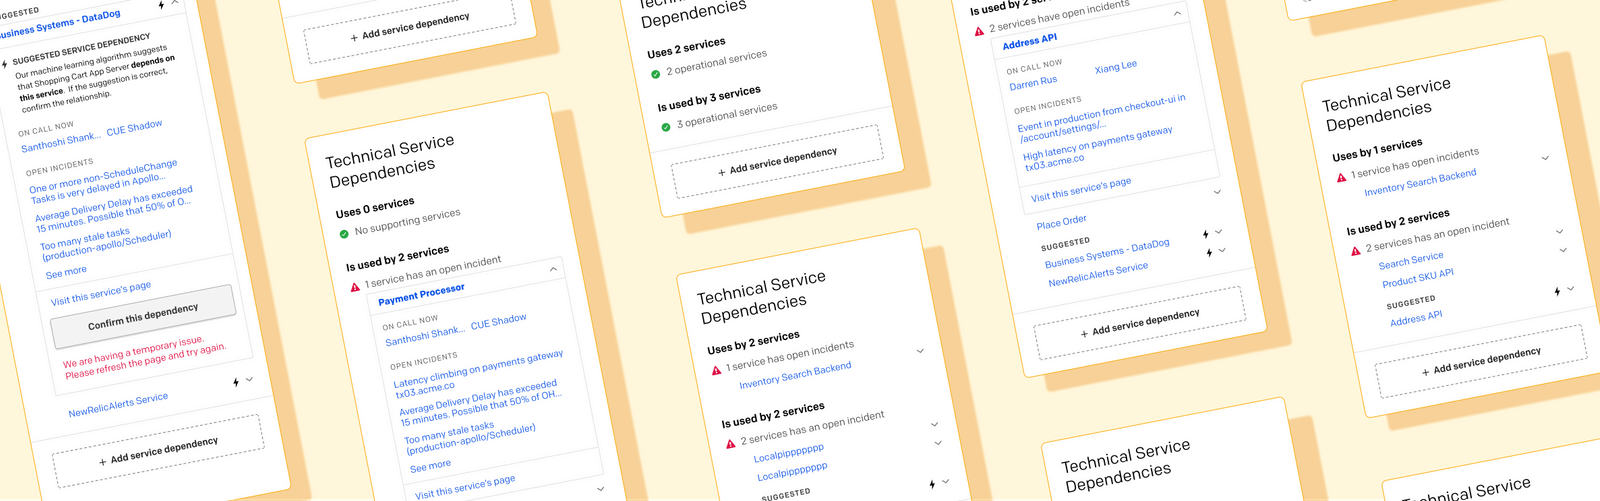 SUGGESTED
Business Systems - DataDog
SUGGESTED SERVICE DEPENDENCY
Our machine learning algorithm suggests
that Shopping Cart App Server depends on
this service. If the suggestion is correct,
confirm the relationship.
ON CALL NOW
Santhoshi Shank... CUE Shadow
OPEN INCIDENTS
One or more non-ScheduleChange
Tasks is very delayed in Apollo...
Average Delivery Delay has exceeded
15 minutes. Possible that 50% of O...
Too many stale tasks
(production-apollo/Scheduler)
See more
Visit this service's page
Confirm this dependency
We are having a temporary issue.
Please refresh the page and try again.
NewRelicAlerts Service
+ Add service dependency
+ Add service dependency
Technical Service
Dependencies
Uses 0 services
No supporting services
Is used by 2 services
1 service has an open incident
Payment Processor
ON CALL NOW
Santhoshi Shank... CUE Shadow
OPEN INCIDENTS
Latency climbing on payments gateway
tx03.acme.co
Average Delivery Delay has exceeded
15 minutes. Possible that 50% of OH...
Too many stale tasks
(production-apollo/Scheduler)
See more
Visit this service's page
Technical Service
Dependencies
Uses 2 services
2 operational services
Is used by 3 services
3 operational services
+ Add service dependency
Technical Service
Dependencies
Uses by 2 services
1 service has open incidents
Inventory Search Backend
Is used by 2 services
2 services has an open incident
Localpippppppp
Localpippppppp
SUGGESTED
Is used by 2
2 services have open incidents
Address API
ON CALL NOW
Darren Rus Xiang Lee
OPEN INCIDENTS
Event in production from checkout-ui in
/account/settings/...
High latency on payments gateway
tx03.acme.co
Visit this service's page
Place Order
SUGGESTED
Business Systems - DataDog
NewRelicAlerts Service
+ Add service dependency
Technical Service
Dependencies
Technical Service
Dependencies
Uses by 1 services
1 service has open incidents
Inventory Search Backend
Is used by 2 services
2 services has an open incident
Search Service
Product SKU API
SUGGESTED
Address API
+ Add service dependency
Technical Service